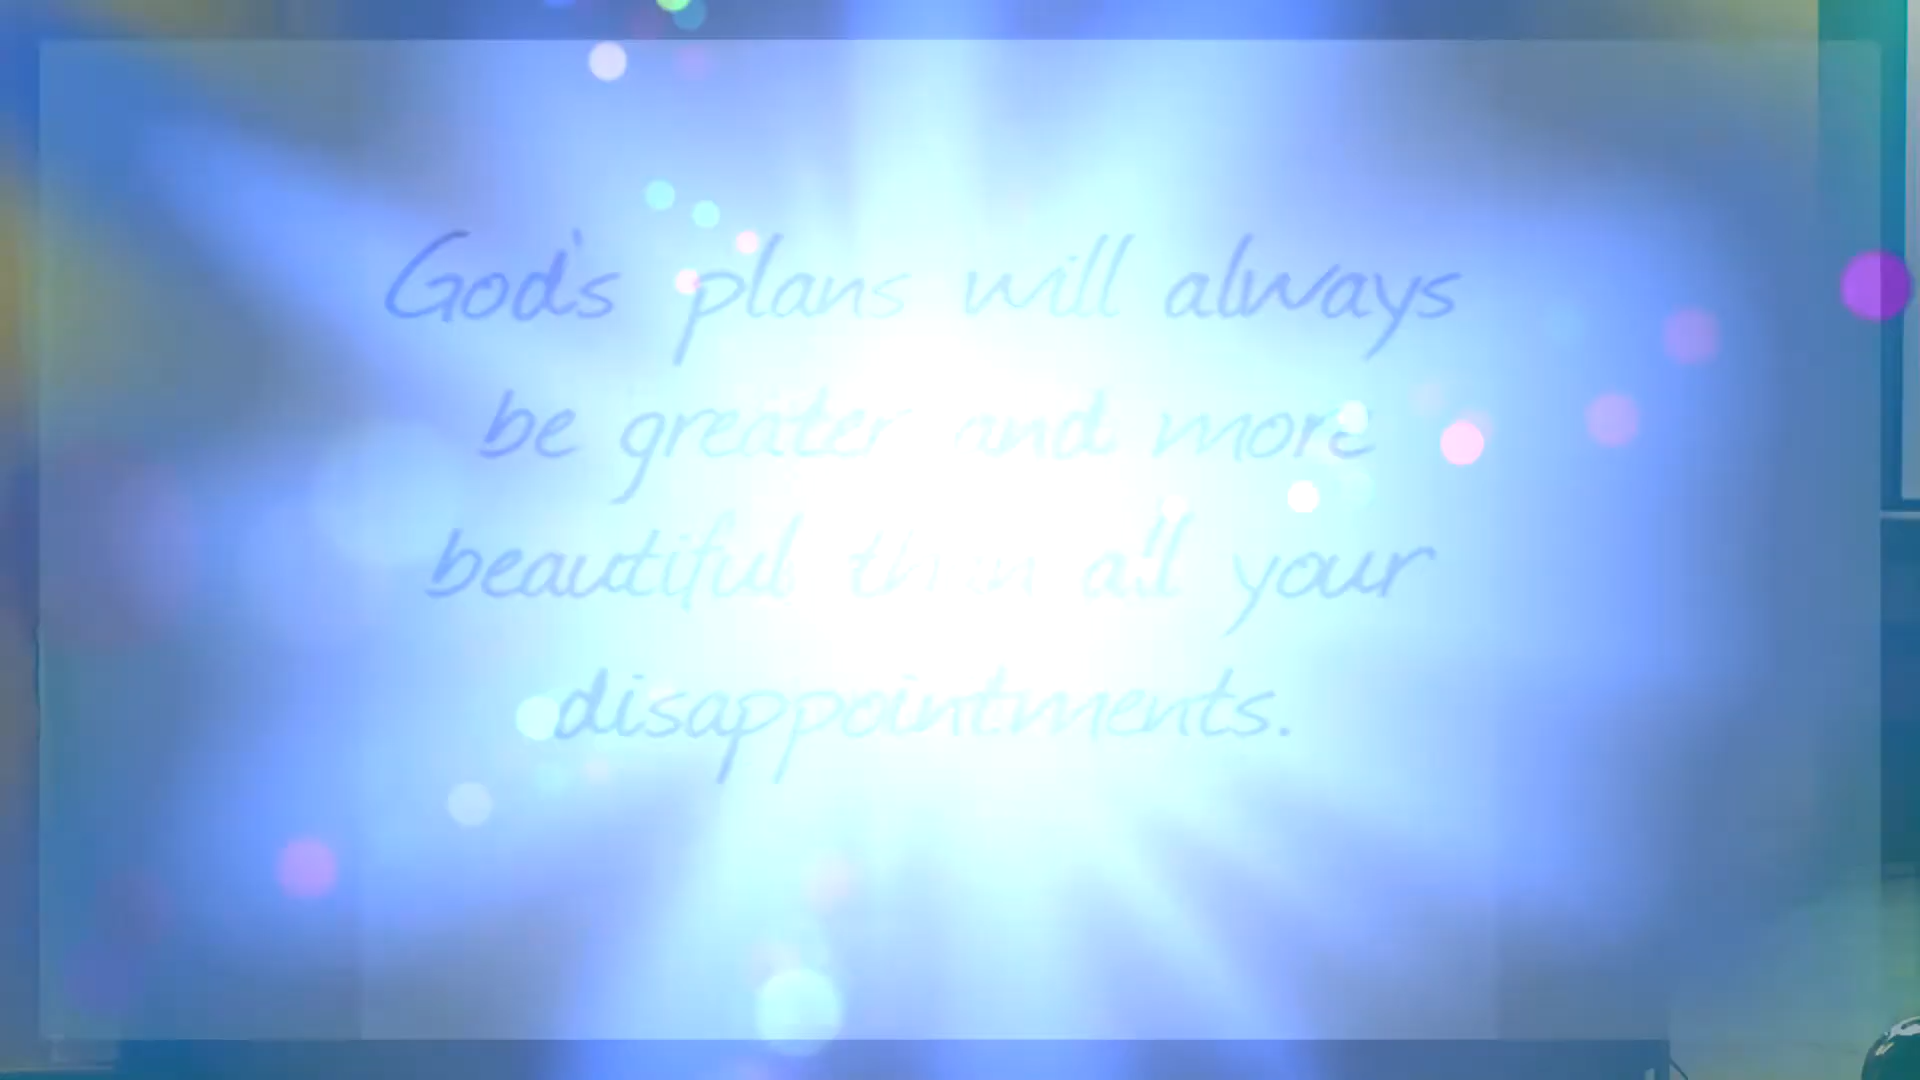 God's plans will always
be greater and more
beautiful than all your
disappointments.